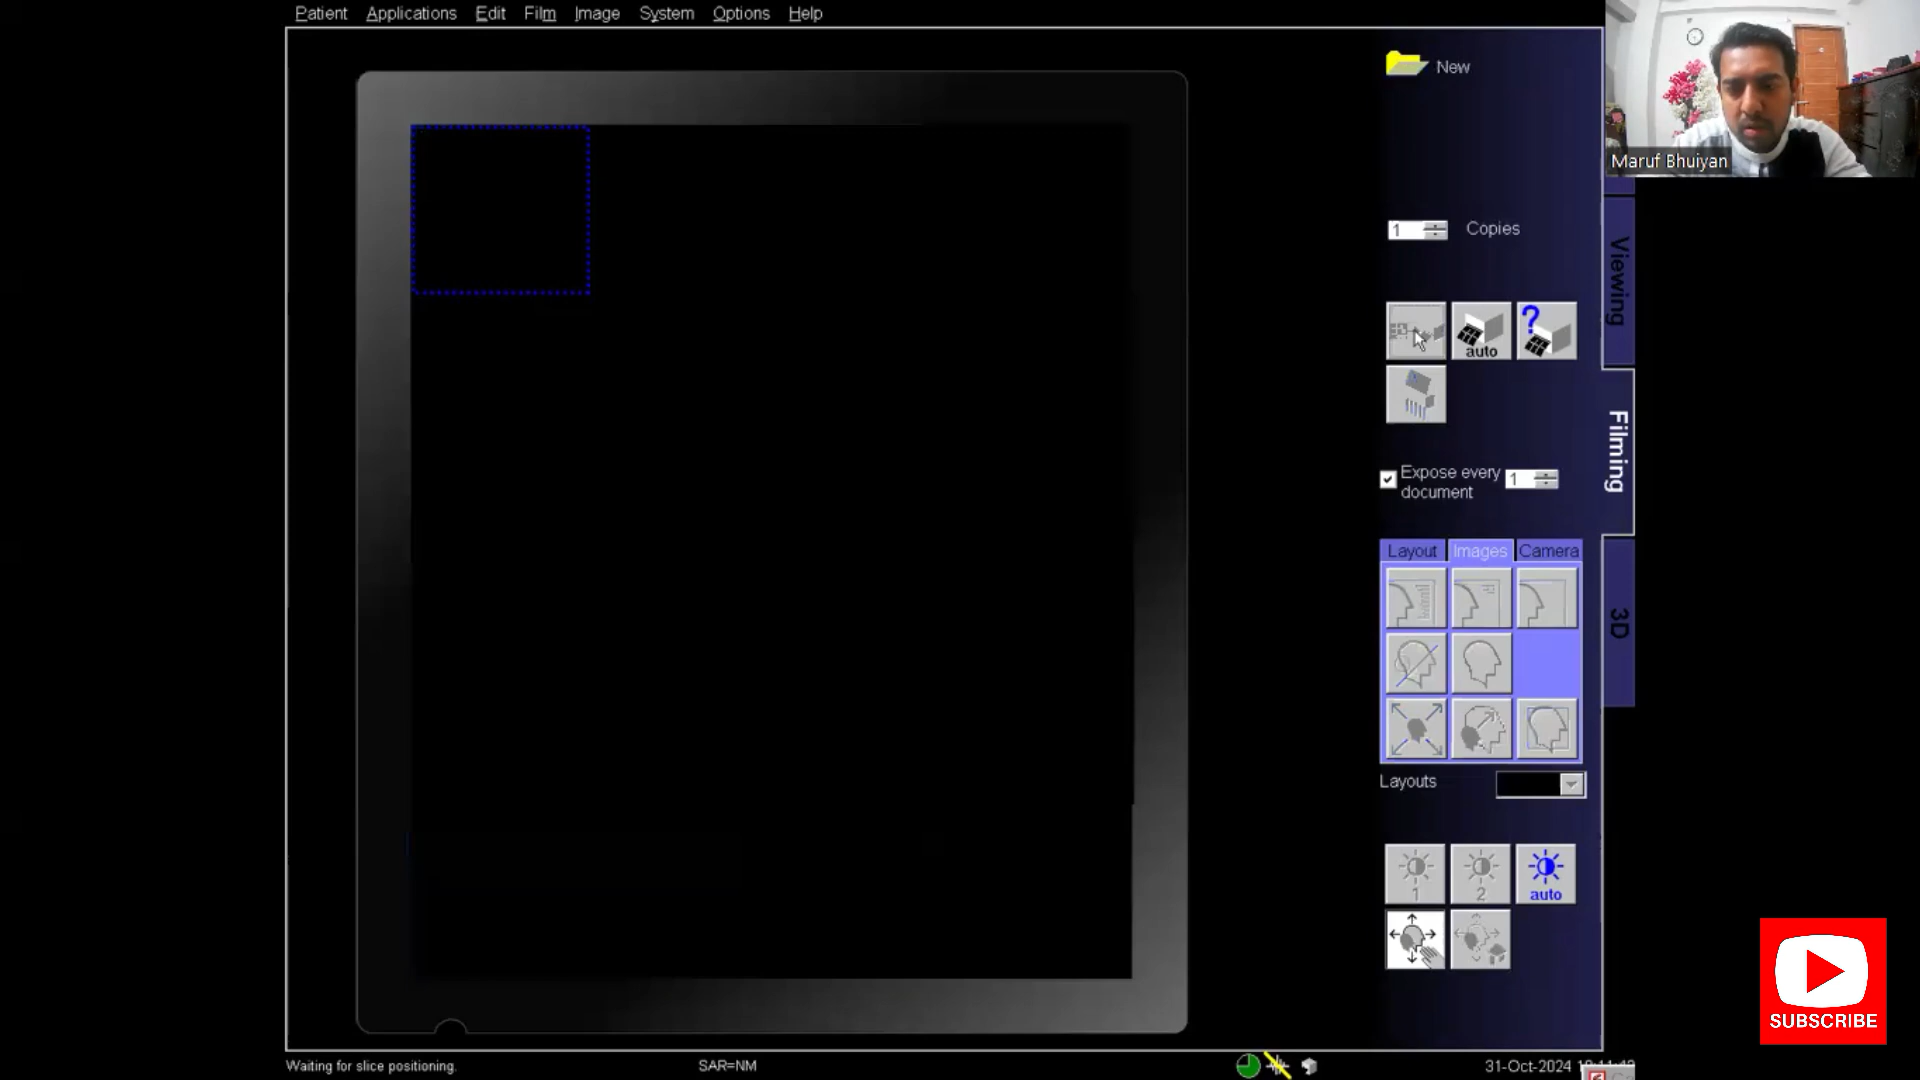 Patient Applications Edit Film Image System Options Help
New
Maruf Bhuiyan
1 Copies
Viewing
auto
?
Filming
Expose every document 1
Layout Images Camera
3D
Layouts
1 2 auto
SUBSCRIBE
Waiting for slice positioning. SAR=NM 31-Oct-2024